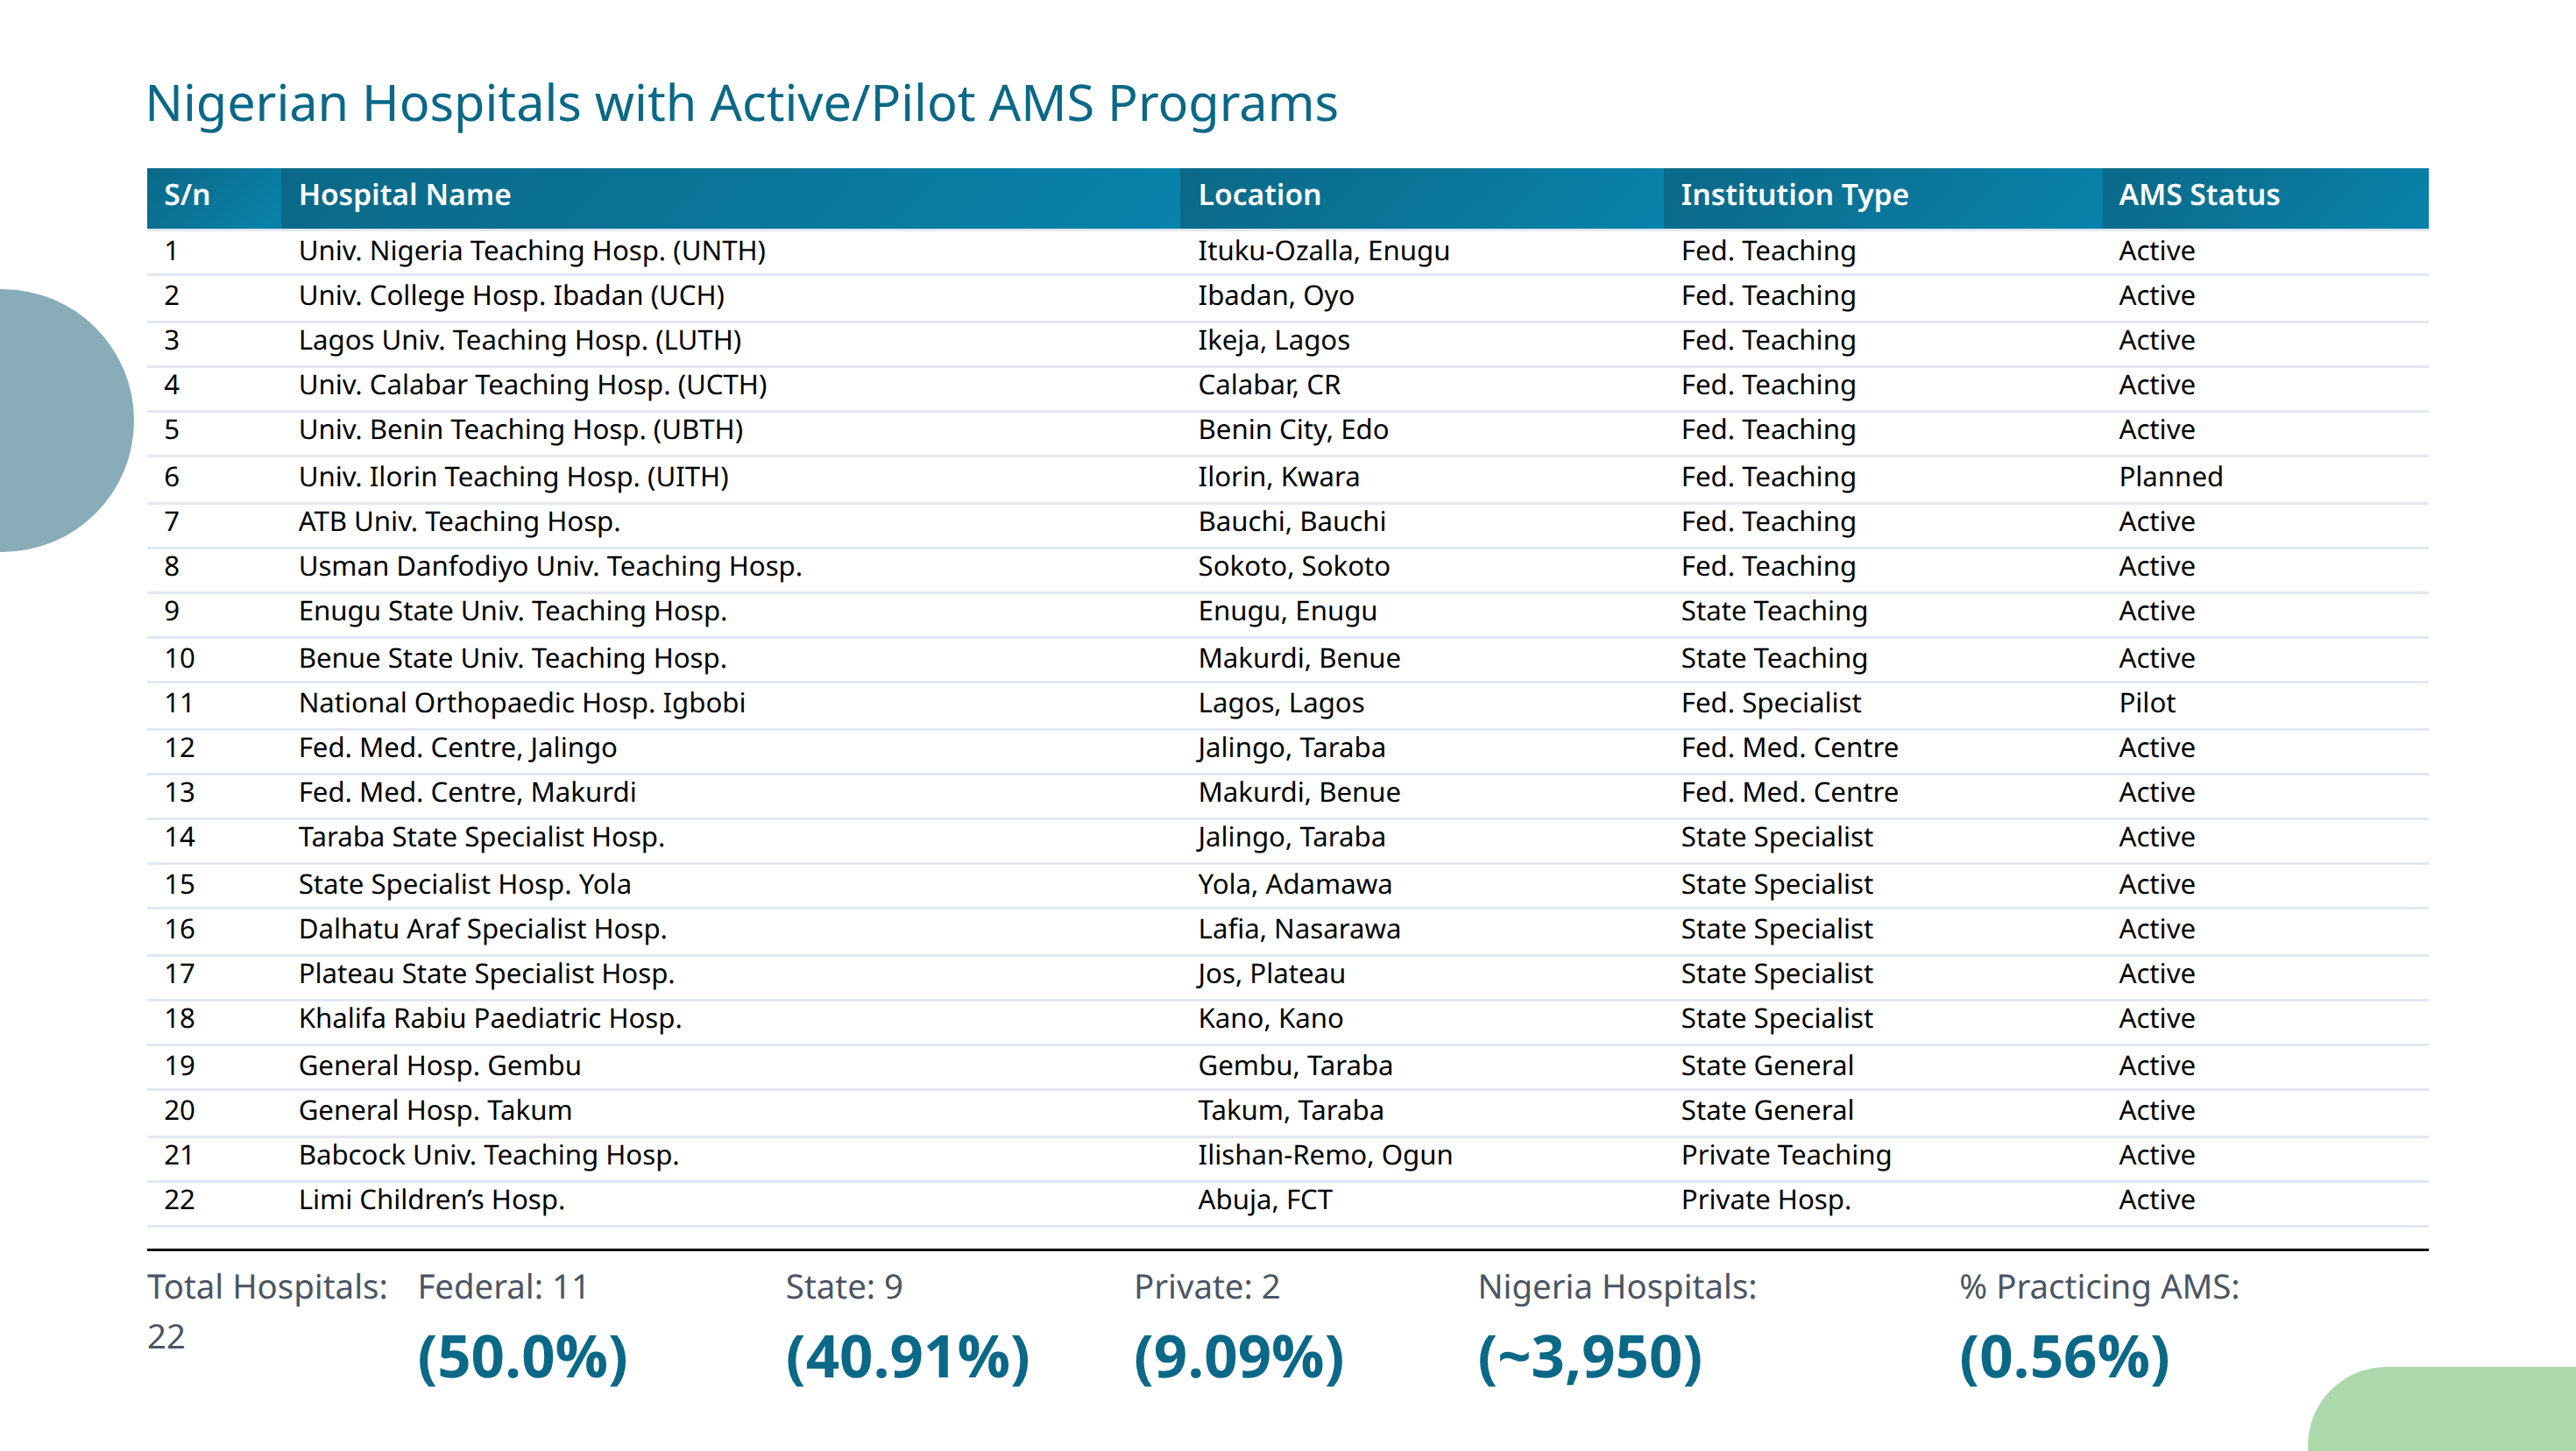 Nigerian Hospitals with Active/Pilot AMS Programs
S/n Hospital Name Location Institution Type AMS Status
1 Univ. Nigeria Teaching Hosp. (UNTH) Ituku-Ozalla, Enugu Fed. Teaching Active
2 Univ. College Hosp. Ibadan (UCH) Ibadan, Oyo Fed. Teaching Active
3 Lagos Univ. Teaching Hosp. (LUTH) Ikeja, Lagos Fed. Teaching Active
4 Univ. Calabar Teaching Hosp. (UCTH) Calabar, CR Fed. Teaching Active
5 Univ. Benin Teaching Hosp. (UBTH) Benin City, Edo Fed. Teaching Active
6 Univ. Ilorin Teaching Hosp. (UITH) Ilorin, Kwara Fed. Teaching Planned
7 ATB Univ. Teaching Hosp. Bauchi, Bauchi Fed. Teaching Active
8 Usman Danfodiyo Univ. Teaching Hosp. Sokoto, Sokoto Fed. Teaching Active
9 Enugu State Univ. Teaching Hosp. Enugu, Enugu State Teaching Active
10 Benue State Univ. Teaching Hosp. Makurdi, Benue State Teaching Active
11 National Orthopaedic Hosp. Igbobi Lagos, Lagos Fed. Specialist Pilot
12 Fed. Med. Centre, Jalingo Jalingo, Taraba Fed. Med. Centre Active
13 Fed. Med. Centre, Makurdi Makurdi, Benue Fed. Med. Centre Active
14 Taraba State Specialist Hosp. Jalingo, Taraba State Specialist Active
15 State Specialist Hosp. Yola Yola, Adamawa State Specialist Active
16 Dalhatu Araf Specialist Hosp. Lafia, Nasarawa State Specialist Active
17 Plateau State Specialist Hosp. Jos, Plateau State Specialist Active
18 Khalifa Rabiu Paediatric Hosp. Kano, Kano State Specialist Active
19 General Hosp. Gembu Gembu, Taraba State General Active
20 General Hosp. Takum Takum, Taraba State General Active
21 Babcock Univ. Teaching Hosp. Ilishan-Remo, Ogun Private Teaching Active
22 Limi Children’s Hosp. Abuja, FCT Private Hosp. Active
Total Hospitals: Federal: 11 State: 9 Private: 2 Nigeria Hospitals: % Practicing AMS:
22 (50.0%) (40.91%) (9.09%) (~3,950) (0.56%)